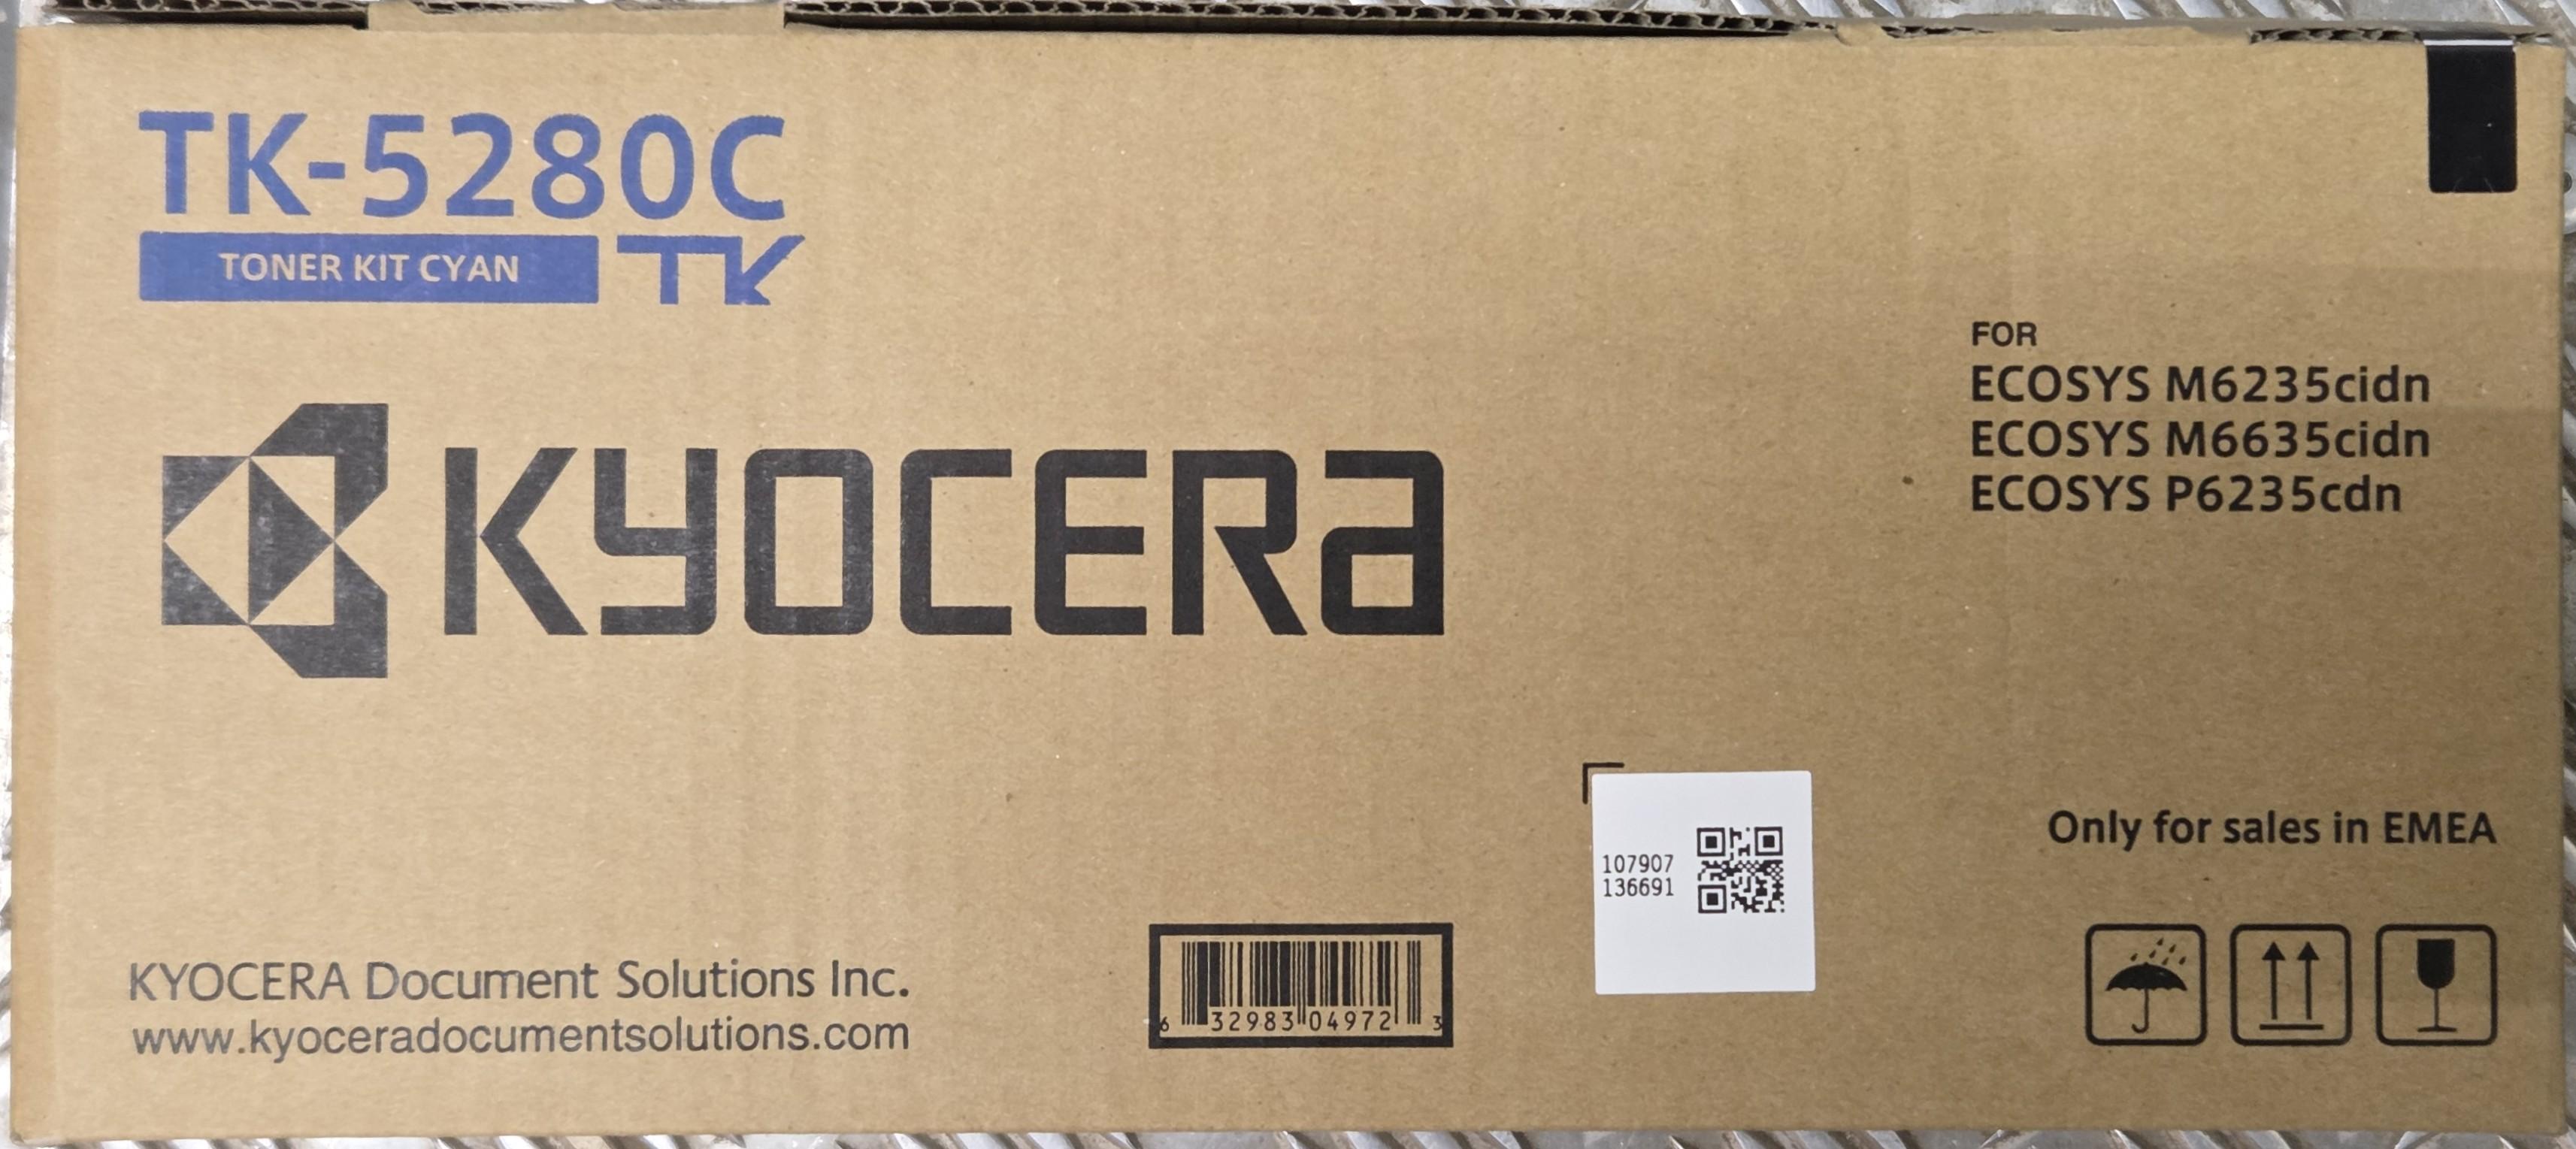 TK-5280C
TONER KIT CYAN TK
KYOCERA
FOR
ECOSYS M6235cidn
ECOSYS M6635cidn
ECOSYS P6235cdn
107907
136691
Only for sales in EMEA
KYOCERA Document Solutions Inc.
www.kyoceradocumentsolutions.com
6 32983 04972 3